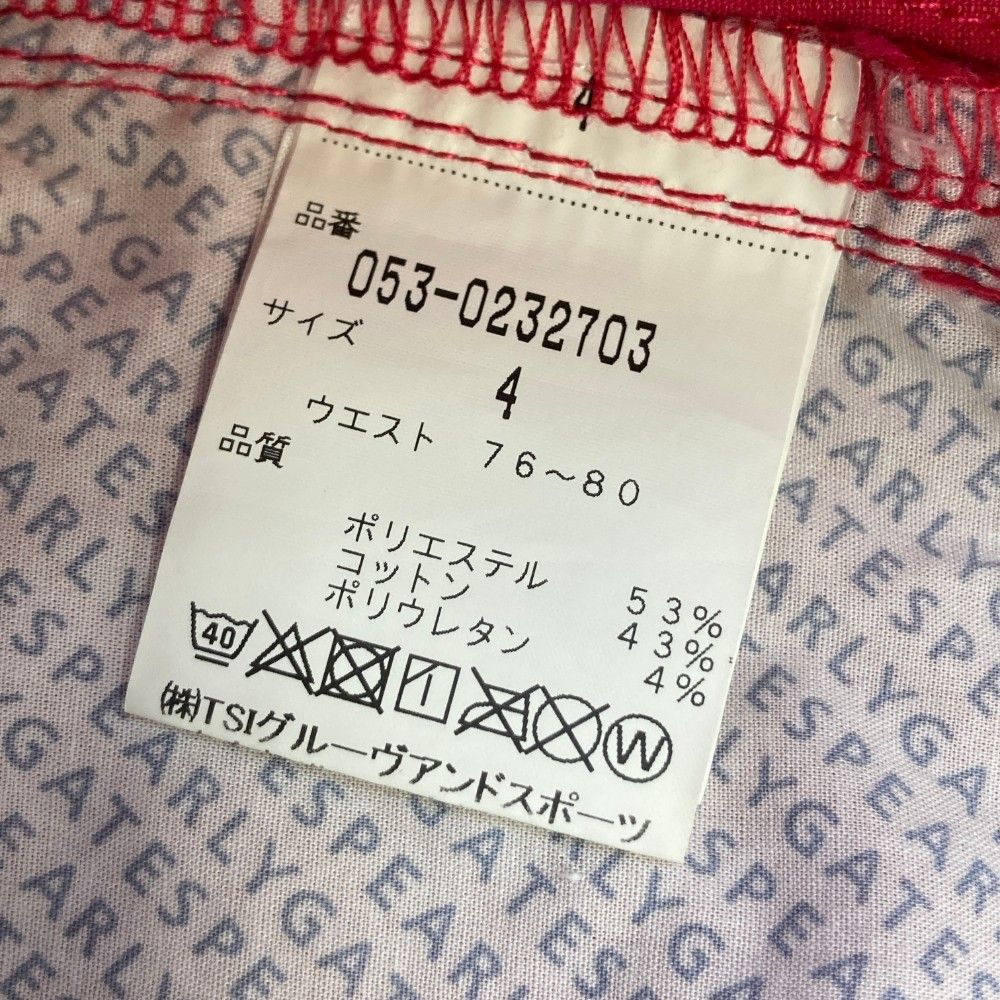 4
品番
053-0232703
サイズ
4
ウエスト 76～80
品質
ポリエステル 53%
コットン 43%
ポリウレタン 4%
40 W
(株)TSIグルーヴアンドスポーツ
PEARLYGATES PEARLYGATES